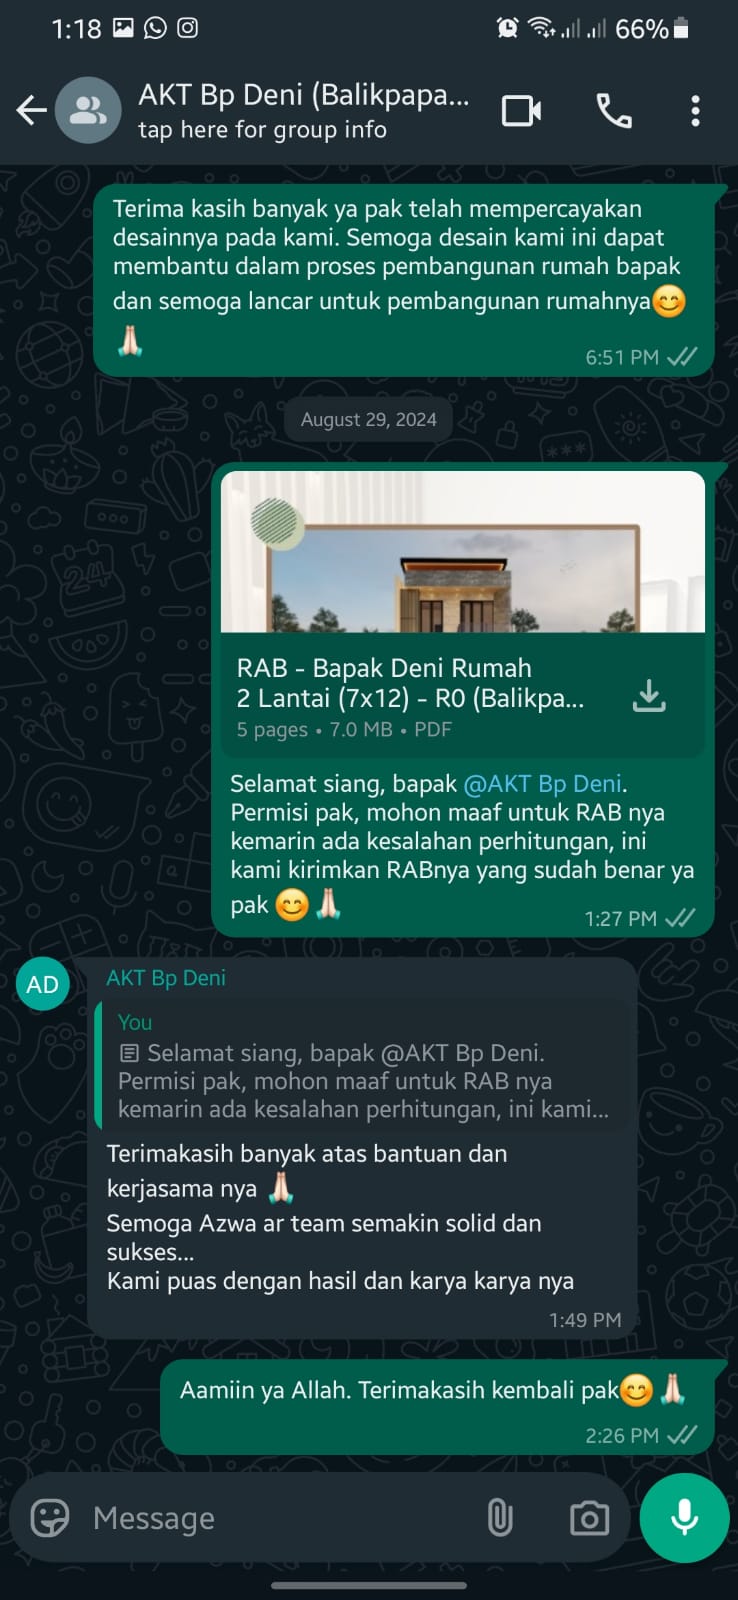 1:18
66%
AKT Bp Deni (Balikpapa...
tap here for group info
Terima kasih banyak ya pak telah mempercayakan
desainnya pada kami. Semoga desain kami ini dapat
membantu dalam proses pembangunan rumah bapak
dan semoga lancar untuk pembangunan rumahnya😊
🙏🏻
6:51 PM
August 29, 2024
RAB - Bapak Deni Rumah
2 Lantai (7x12) - R0 (Balikpa...
5 pages • 7.0 MB • PDF
Selamat siang, bapak @AKT Bp Deni.
Permisi pak, mohon maaf untuk RAB nya
kemarin ada kesalahan perhitungan, ini
kami kirimkan RABnya yang sudah benar ya
pak 😊🙏🏻
1:27 PM
AD
AKT Bp Deni
You
Selamat siang, bapak @AKT Bp Deni.
Permisi pak, mohon maaf untuk RAB nya
kemarin ada kesalahan perhitungan, ini kami...
Terimakasih banyak atas bantuan dan
kerjasama nya 🙏🏻
Semoga Azwa ar team semakin solid dan
sukses...
Kami puas dengan hasil dan karya karya nya
1:49 PM
Aamiin ya Allah. Terimakasih kembali pak😊🙏🏻
2:26 PM
Message